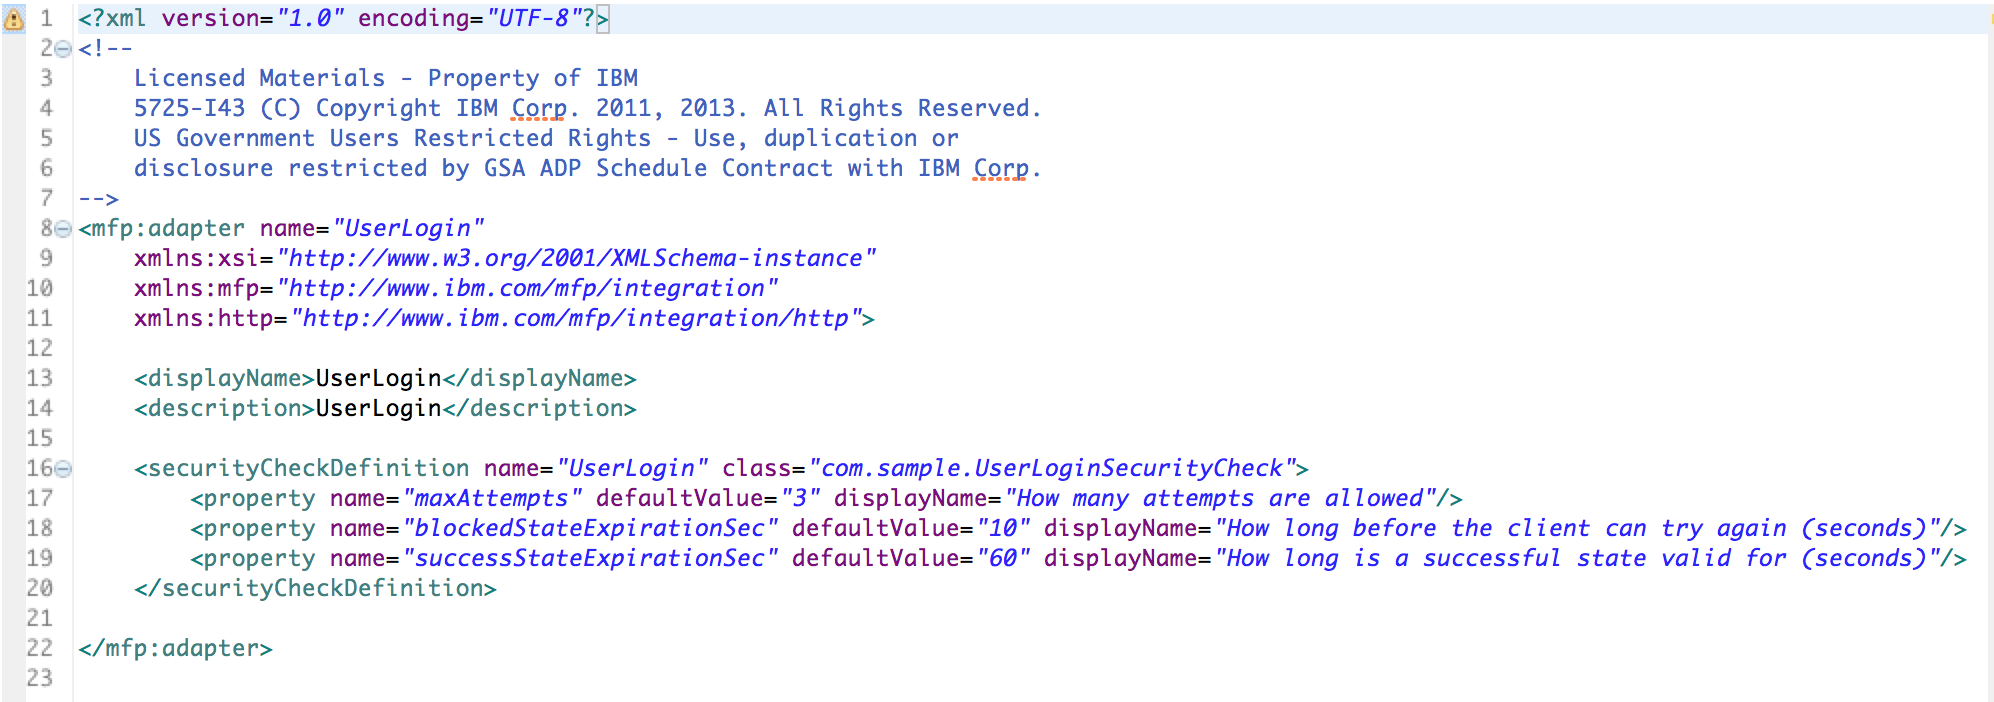 1 <?xml version="1.0" encoding="UTF-8"?>
2 <!--
3 Licensed Materials - Property of IBM
4 5725-I43 (C) Copyright IBM Corp. 2011, 2013. All Rights Reserved.
5 US Government Users Restricted Rights - Use, duplication or
6 disclosure restricted by GSA ADP Schedule Contract with IBM Corp.
7 -->
8 <mfp:adapter name="UserLogin"
9 xmlns:xsi="http://www.w3.org/2001/XMLSchema-instance"
10 xmlns:mfp="http://www.ibm.com/mfp/integration"
11 xmlns:http="http://www.ibm.com/mfp/integration/http">
12
13 <displayName>UserLogin</displayName>
14 <description>UserLogin</description>
15
16 <securityCheckDefinition name="UserLogin" class="com.sample.UserLoginSecurityCheck">
17 <property name="maxAttempts" defaultValue="3" displayName="How many attempts are allowed"/>
18 <property name="blockedStateExpirationSec" defaultValue="10" displayName="How long before the client can try again (seconds)"/>
19 <property name="successStateExpirationSec" defaultValue="60" displayName="How long is a successful state valid for (seconds)"/>
20 </securityCheckDefinition>
21
22 </mfp:adapter>
23